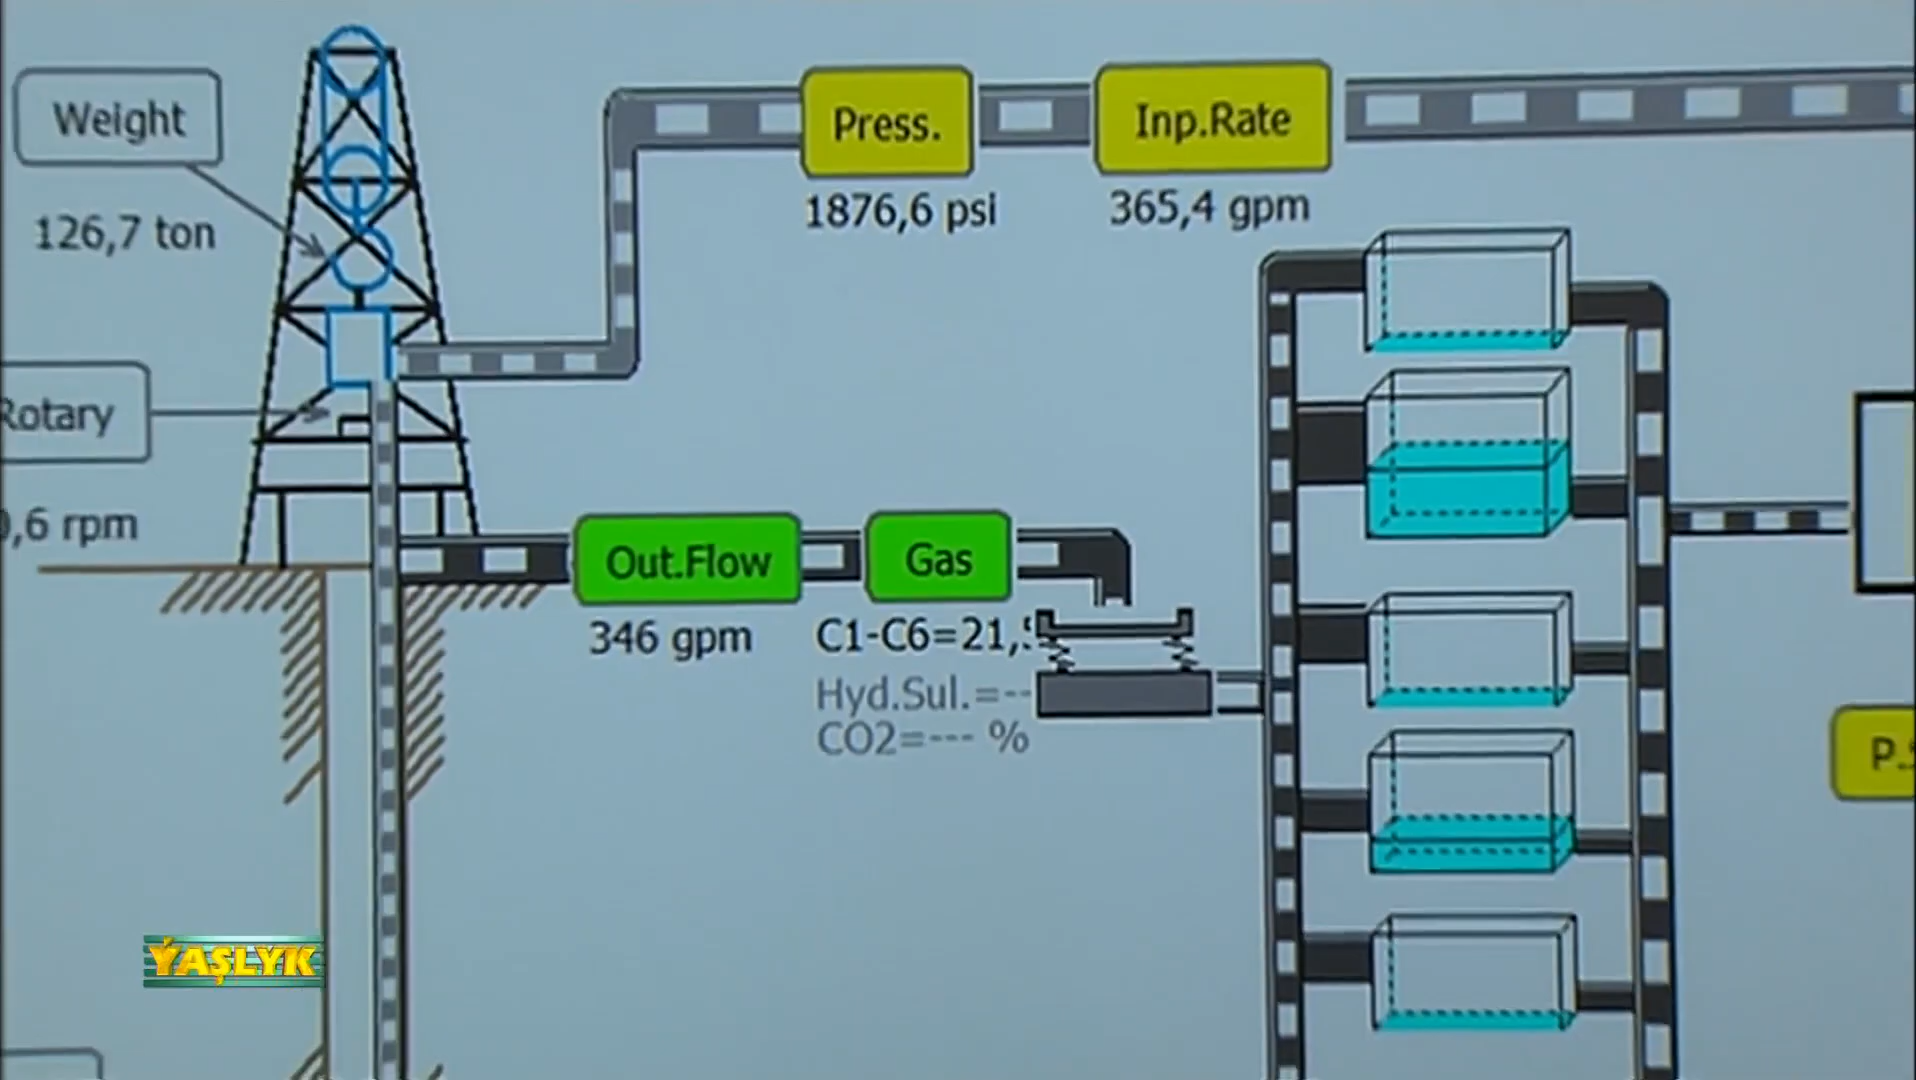 Weight
126,7 ton
Press.
1876,6 psi
Inp.Rate
365,4 gpm
Rotary
,6 rpm
Out.Flow
346 gpm
Gas
C1-C6=21,
Hyd.Sul.=--
CO2=--- %
P.
ÝAŞLYK